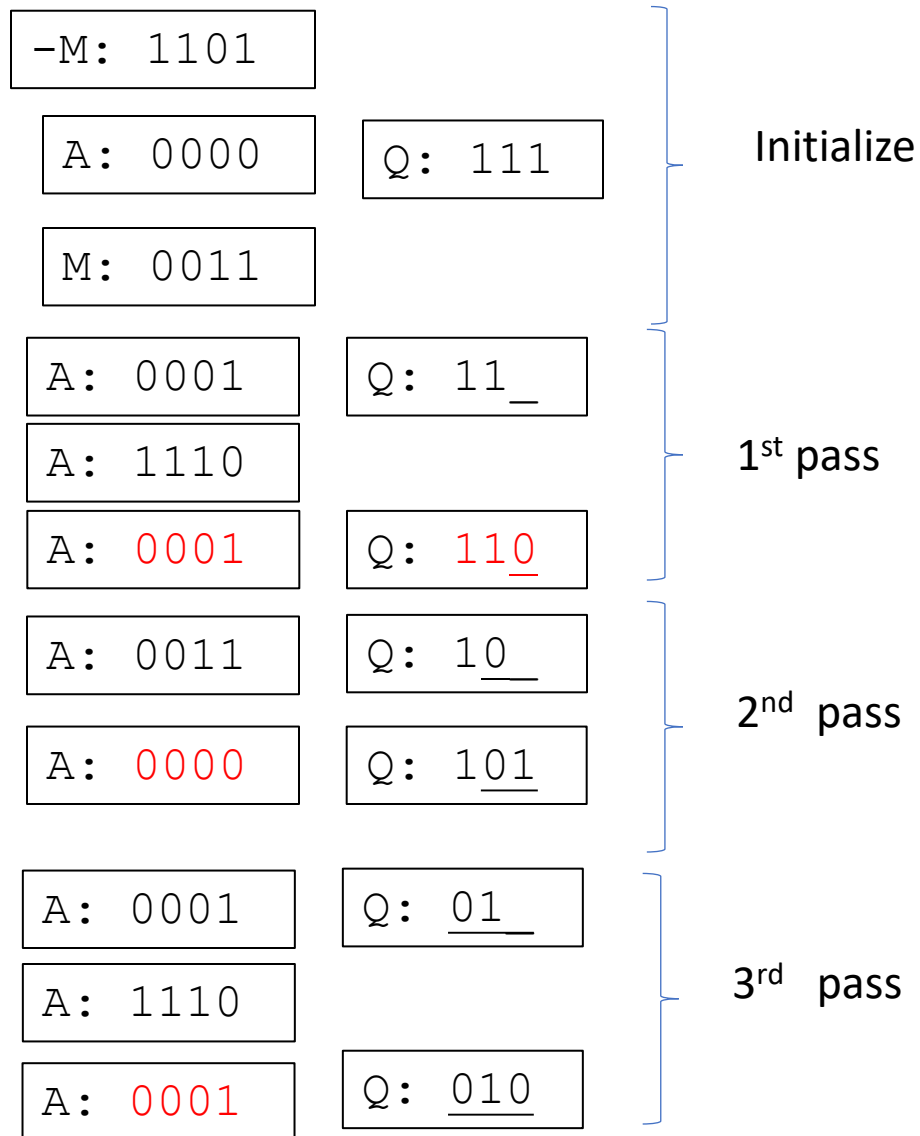 −M: 1101
A: 0000 Q: 111
Initialize
M: 0011
A: 0001 Q: 11_
A: 1110
1st pass
A: 0001 Q: 110
A: 0011 Q: 10_
2nd pass
A: 0000 Q: 101
A: 0001 Q: 01_
A: 1110
3rd pass
A: 0001 Q: 010